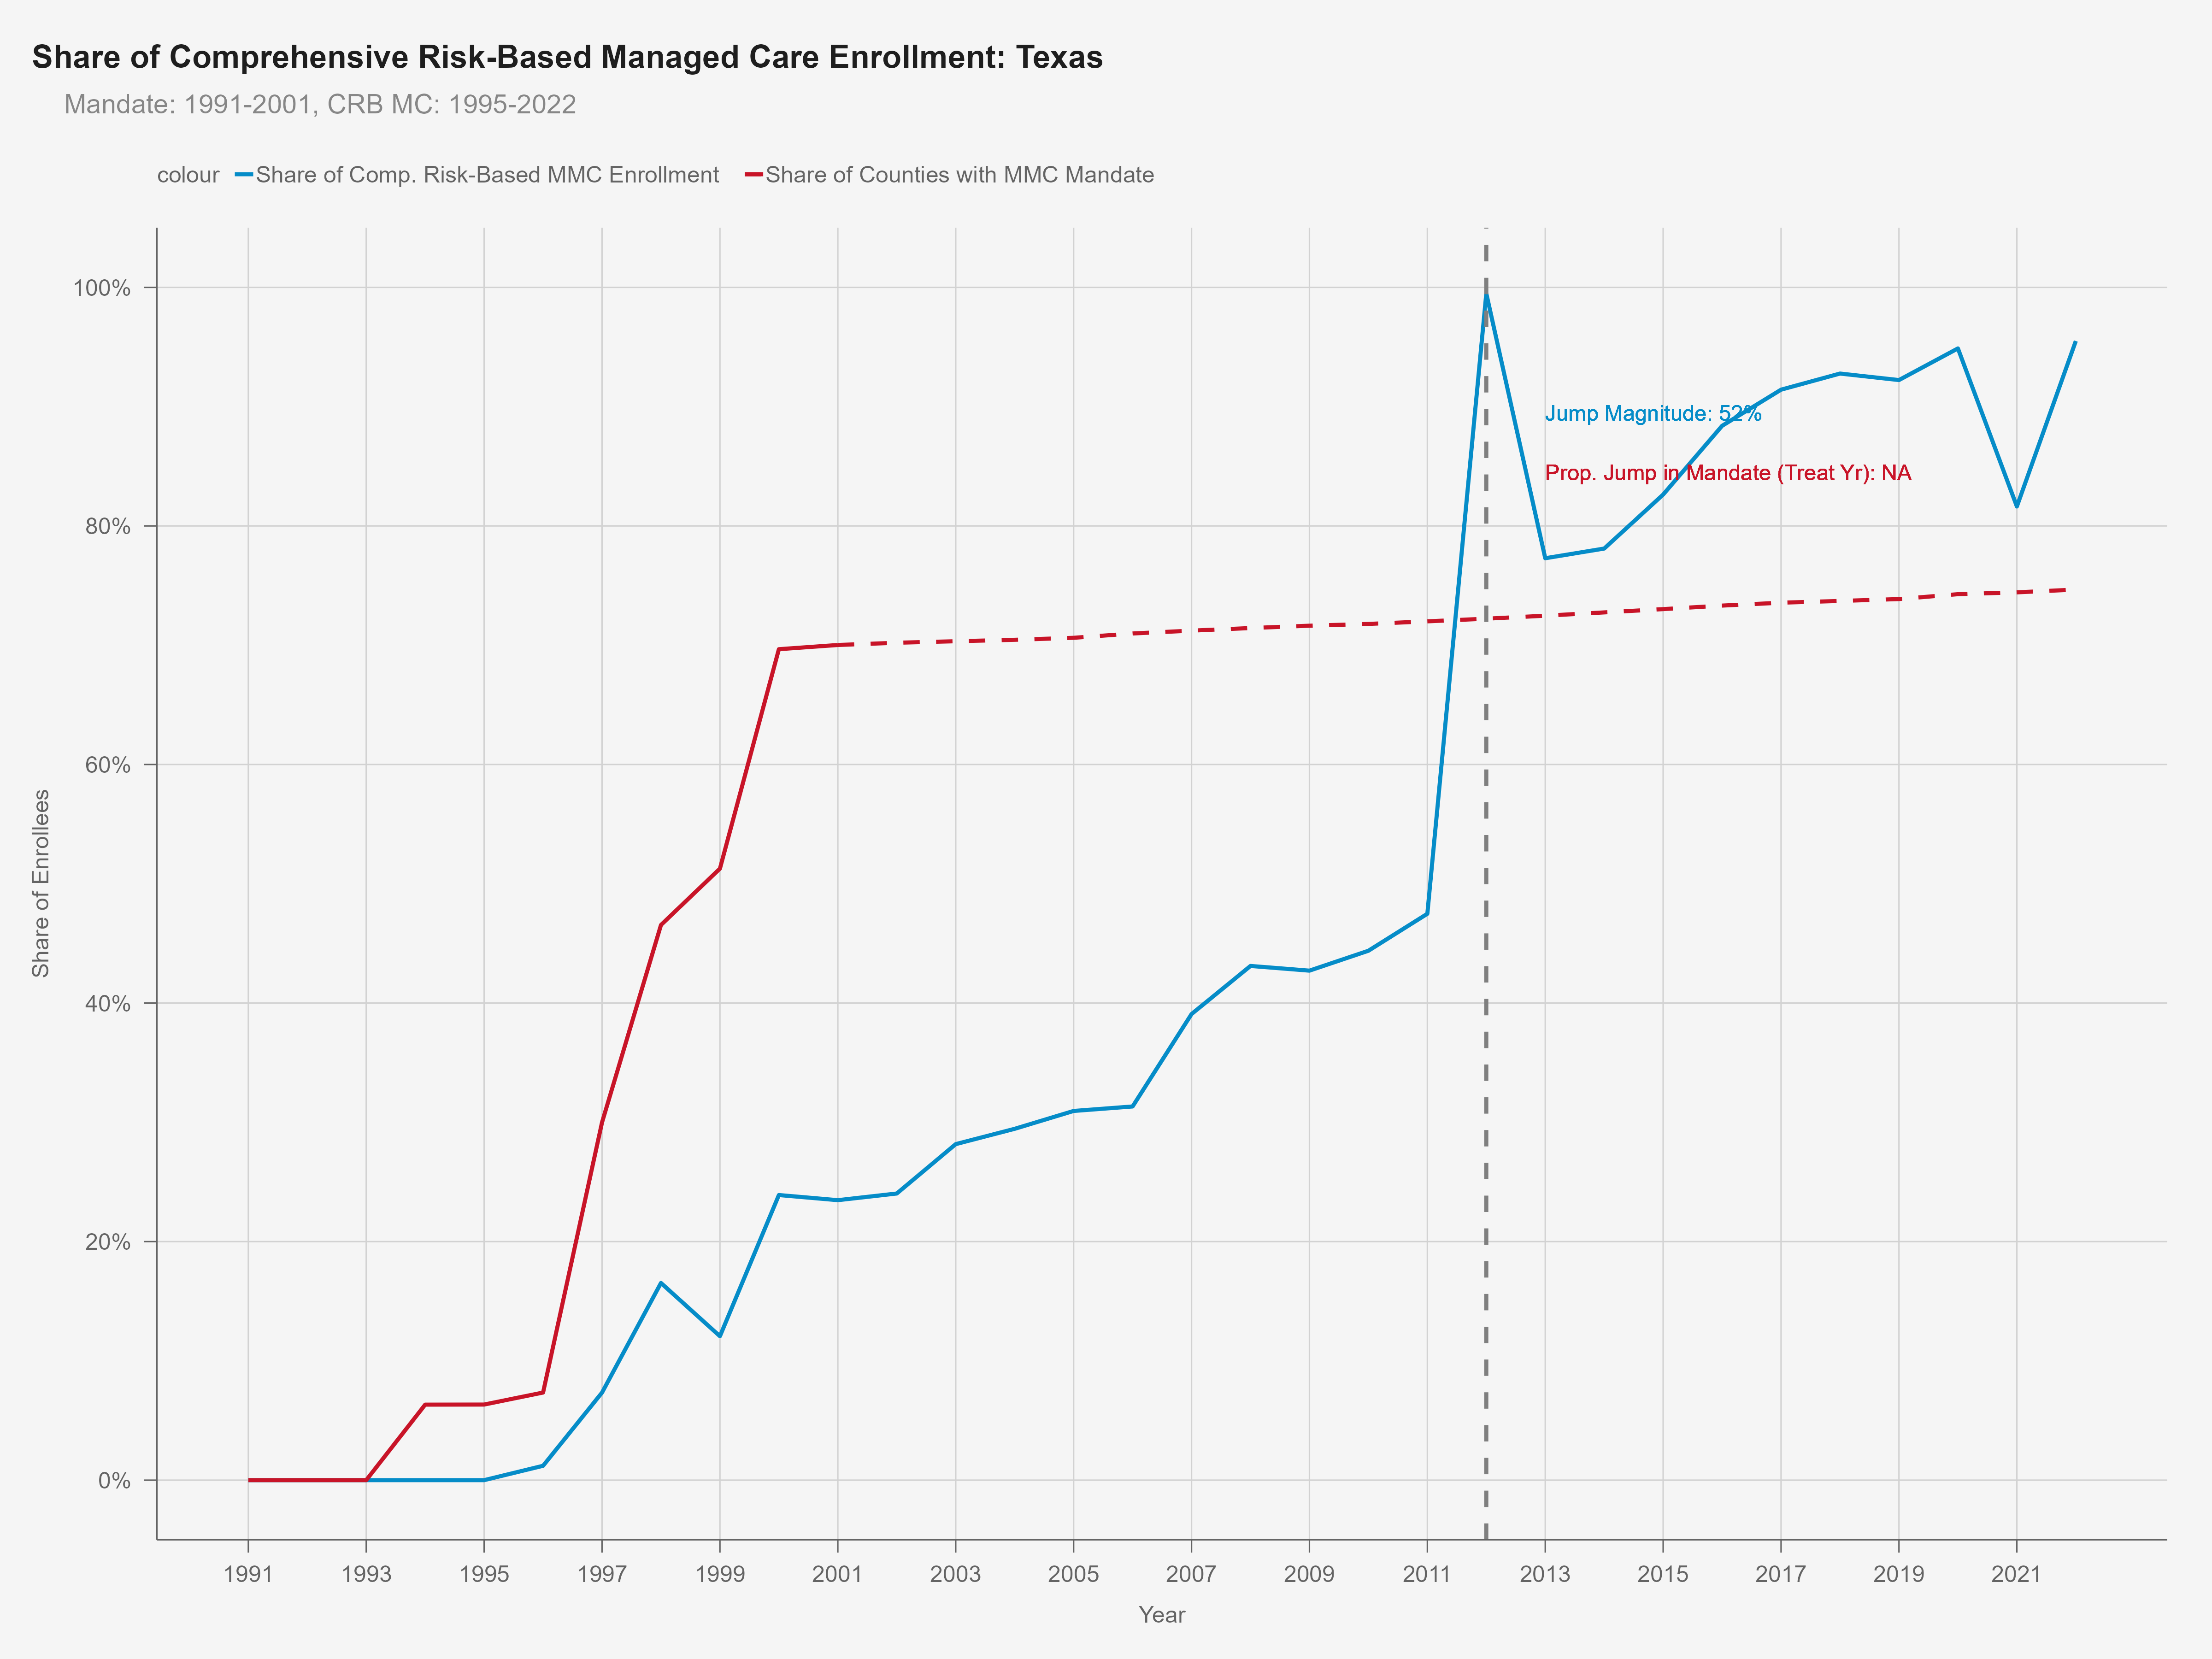 Share of Comprehensive Risk-Based Managed Care Enrollment: Texas
Mandate: 1991-2001, CRB MC: 1995-2022
colour Share of Comp. Risk-Based MMC Enrollment Share of Counties with MMC Mandate
100%
80%
60%
40%
20%
0%
Share of Enrollees
Jump Magnitude: 52%
Prop. Jump in Mandate (Treat Yr): NA
1991 1993 1995 1997 1999 2001 2003 2005 2007 2009 2011 2013 2015 2017 2019 2021
Year